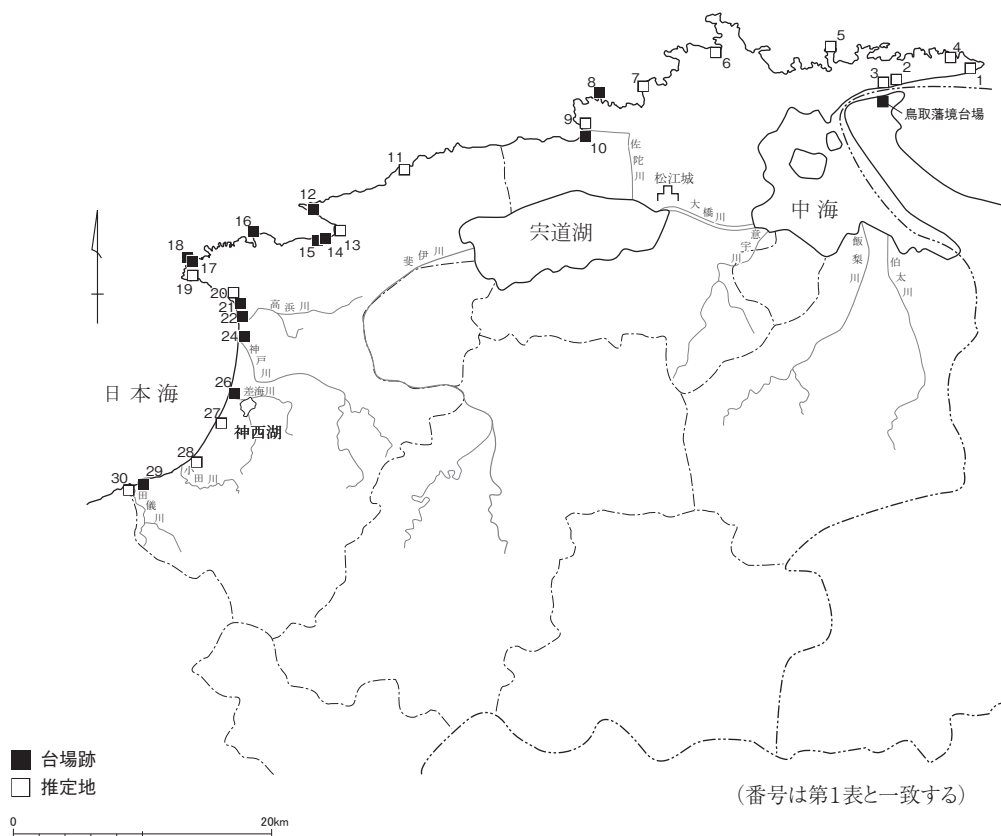 5
4
6
2
3
1
8
7
鳥取藩境台場
9
10
佐陀川
松江城
11
大橋川
中海
12
宍道湖
意宇川
飯梨川
伯太川
16
13
15
14
斐伊川
18
17
19
20
21
高浜川
22
24
神戸川
日本海
26
差海川
27
神西湖
28
小田川
30
29
田儀川
台場跡
推定地
(番号は第1表と一致する)
0
20km